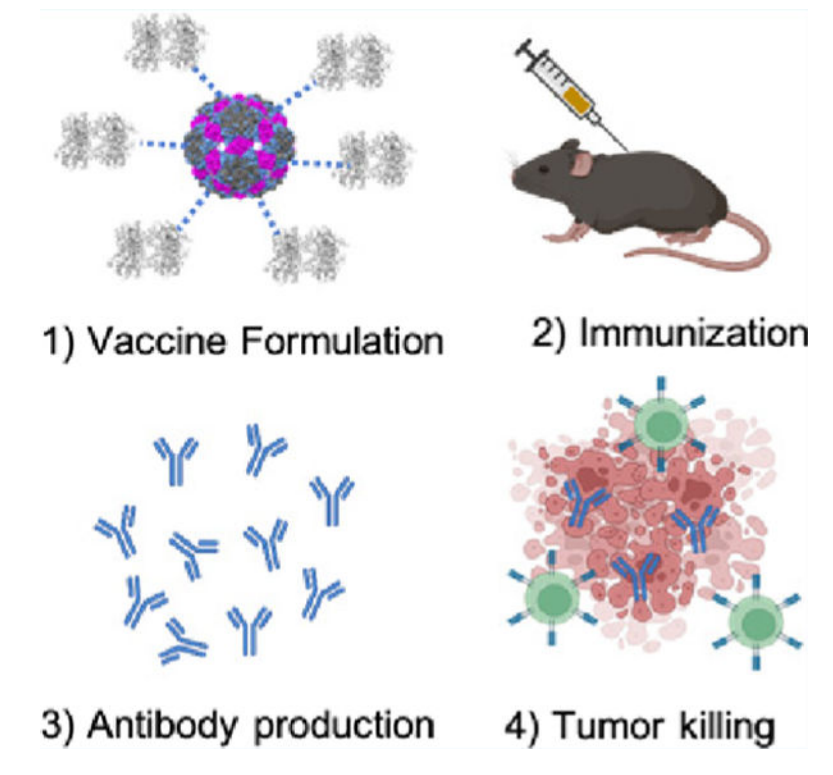 1) Vaccine Formulation
2) Immunization
3) Antibody production
4) Tumor killing